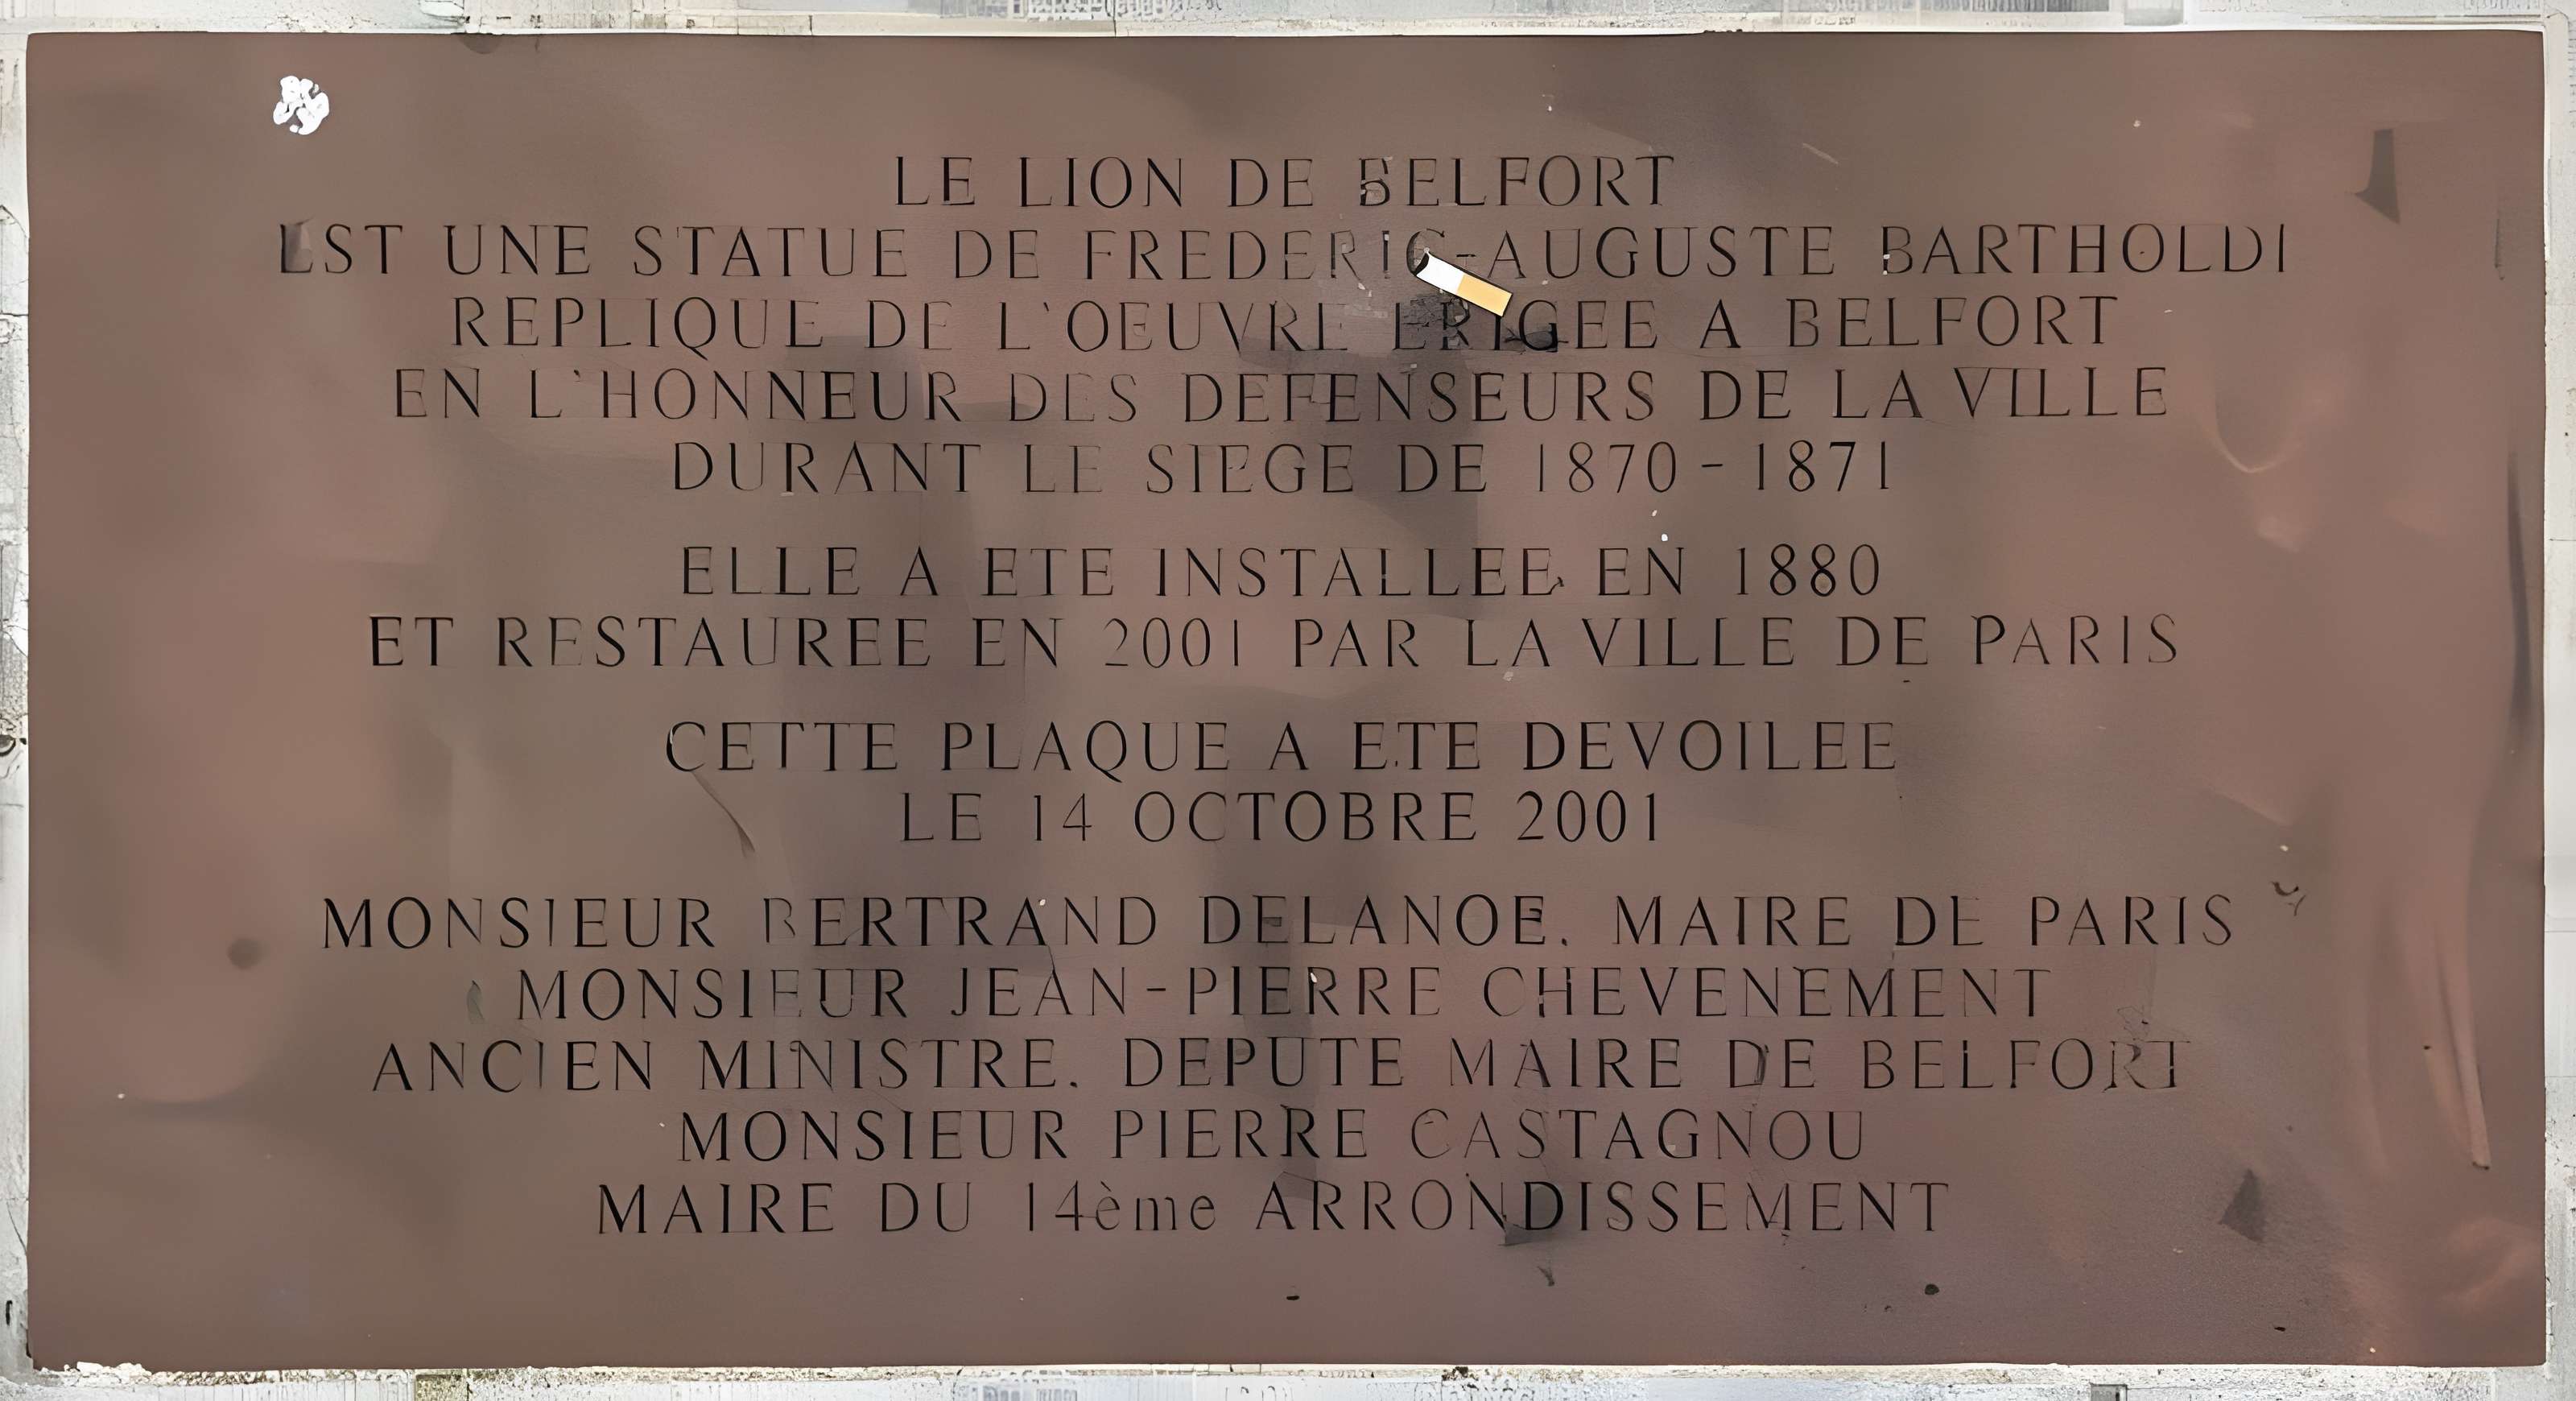 LE LION DE BELFORT
EST UNE STATUE DE FREDERIC-AUGUSTE BARTHOLDI
REPLIQUE DE L'OEUVRE ERIGEE A BELFORT
EN L'HONNEUR DES DEFENSEURS DE LA VILLE
DURANT LE SIEGE DE 1870-1871
ELLE A ETE INSTALLEE EN 1880
ET RESTAUREE EN 2001 PAR LA VILLE DE PARIS
CETTE PLAQUE A ETE DEVOILEE
LE 14 OCTOBRE 2001
MONSIEUR BERTRAND DELANOE, MAIRE DE PARIS
MONSIEUR JEAN-PIERRE CHEVENEMENT
ANCIEN MINISTRE, DEPUTE MAIRE DE BELFORT
MONSIEUR PIERRE CASTAGNOU
MAIRE DU 14ème ARRONDISSEMENT